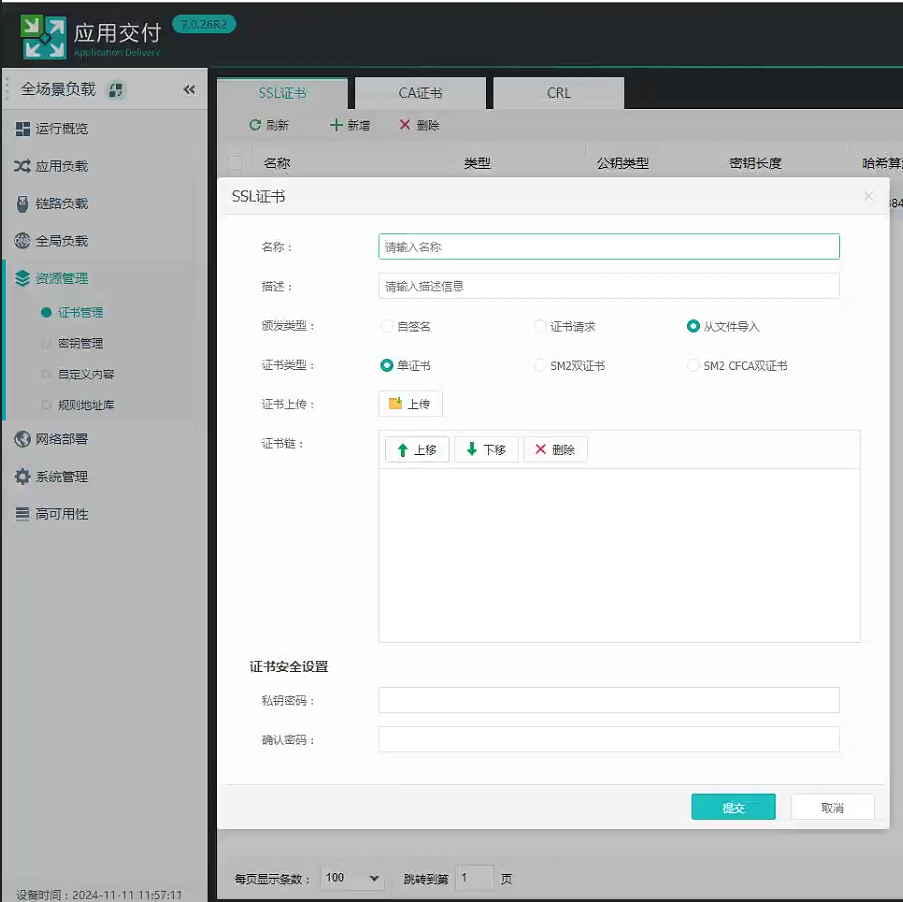 应用交付 7.0.26R2
Application Delivery
全场景负载
SSL证书 CA证书 CRL
刷新 新增 删除
运行概览
应用负载
链路负载
全局负载
资源管理
证书管理
密钥管理
自定义内容
规则地址库
网络部署
系统管理
高可用性
设备时间：2024-11-11 11:57:11
名称 类型 公钥类型 密钥长度 哈希算
SSL证书
84
名称： 请输入名称
描述： 请输入描述信息
颁发类型： 自签名 证书请求 从文件导入
证书类型： 单证书 SM2双证书 SM2 CFCA双证书
证书上传： 上传
证书链： 上移 下移 删除
证书安全设置
私钥密码：
确认密码：
提交 取消
每页显示条数： 100 跳转到第 1 页